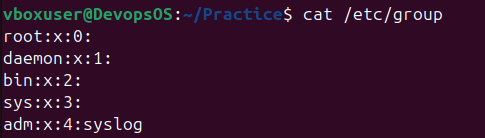 vboxuser@DevopsOS:~/Practice$ cat /etc/group
root:x:0:
daemon:x:1:
bin:x:2:
sys:x:3:
adm:x:4:syslog